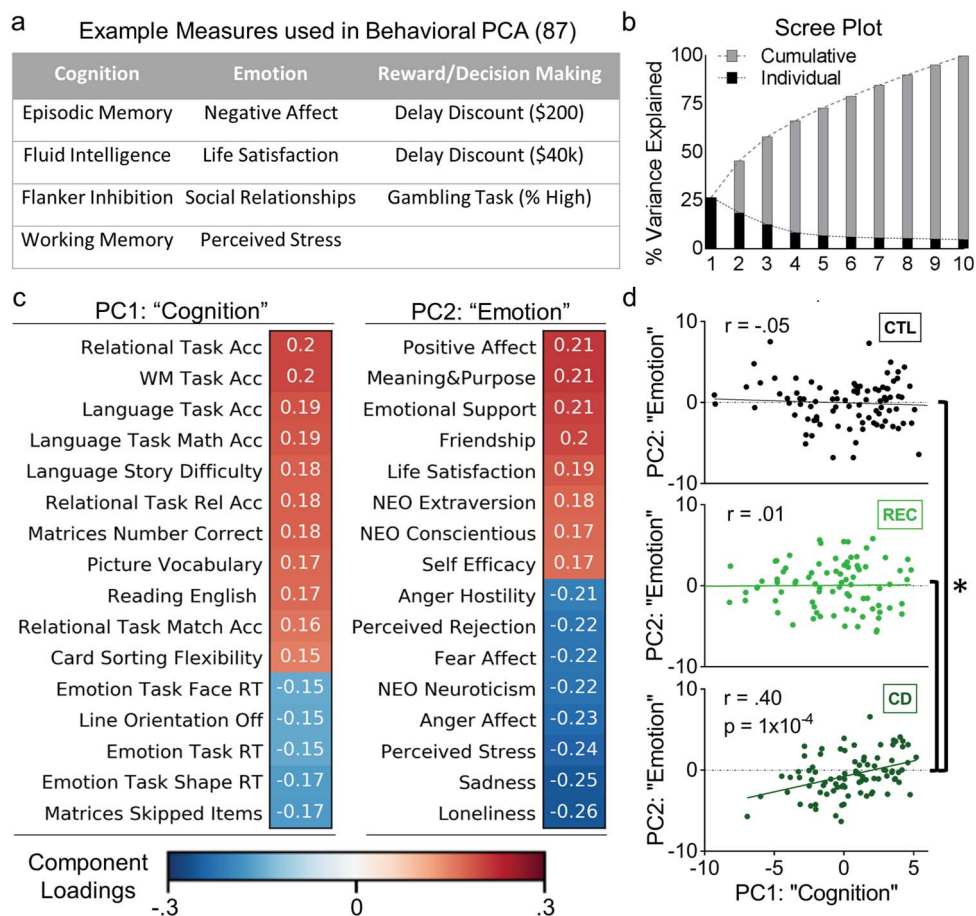 a
Example Measures used in Behavioral PCA (87)
Cognition Emotion Reward/Decision Making
Episodic Memory Negative Affect Delay Discount ($200)
Fluid Intelligence Life Satisfaction Delay Discount ($40k)
Flanker Inhibition Social Relationships Gambling Task (% High)
Working Memory Perceived Stress
b
Scree Plot
% Variance Explained
100
75
50
25
0
Cumulative
Individual
1 2 3 4 5 6 7 8 9 10
c
PC1: “Cognition”
Relational Task Acc 0.2
WM Task Acc 0.2
Language Task Acc 0.19
Language Task Math Acc 0.19
Language Story Difficulty 0.18
Relational Task Rel Acc 0.18
Matrices Number Correct 0.18
Picture Vocabulary 0.17
Reading English 0.17
Relational Task Match Acc 0.16
Card Sorting Flexibility 0.15
Emotion Task Face RT -0.15
Line Orientation Off -0.15
Emotion Task RT -0.15
Emotion Task Shape RT -0.17
Matrices Skipped Items -0.17
PC2: “Emotion”
Positive Affect 0.21
Meaning&Purpose 0.21
Emotional Support 0.21
Friendship 0.2
Life Satisfaction 0.19
NEO Extraversion 0.18
NEO Conscientious 0.17
Self Efficacy 0.17
Anger Hostility -0.21
Perceived Rejection -0.22
Fear Affect -0.22
NEO Neuroticism -0.22
Anger Affect -0.23
Perceived Stress -0.24
Sadness -0.25
Loneliness -0.26
Component
Loadings
-.3 0 .3
d
PC2: "Emotion"
10
0
-10
r = -.05
CTL
PC2: "Emotion"
10
0
-10
r = .01
REC
*
PC2: "Emotion"
10
0
-10
r = .40
p = 1x10⁻⁴
CD
-10 -5 0 5
PC1: "Cognition"